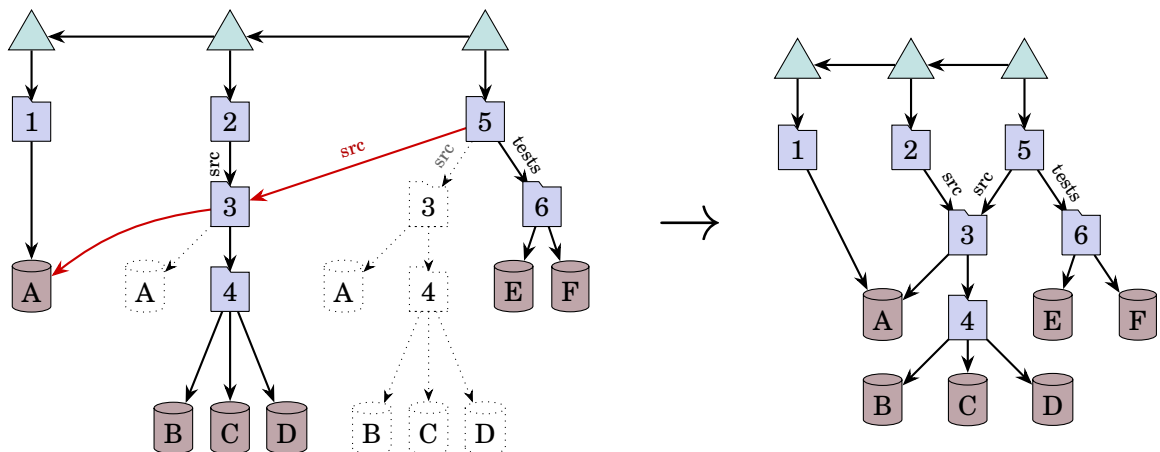 1 2 5
src src src tests
3 3 6
A A A 4 4 E F
B C D B C D
1 2 5
src src tests
3 6
A 4 E F
B C D